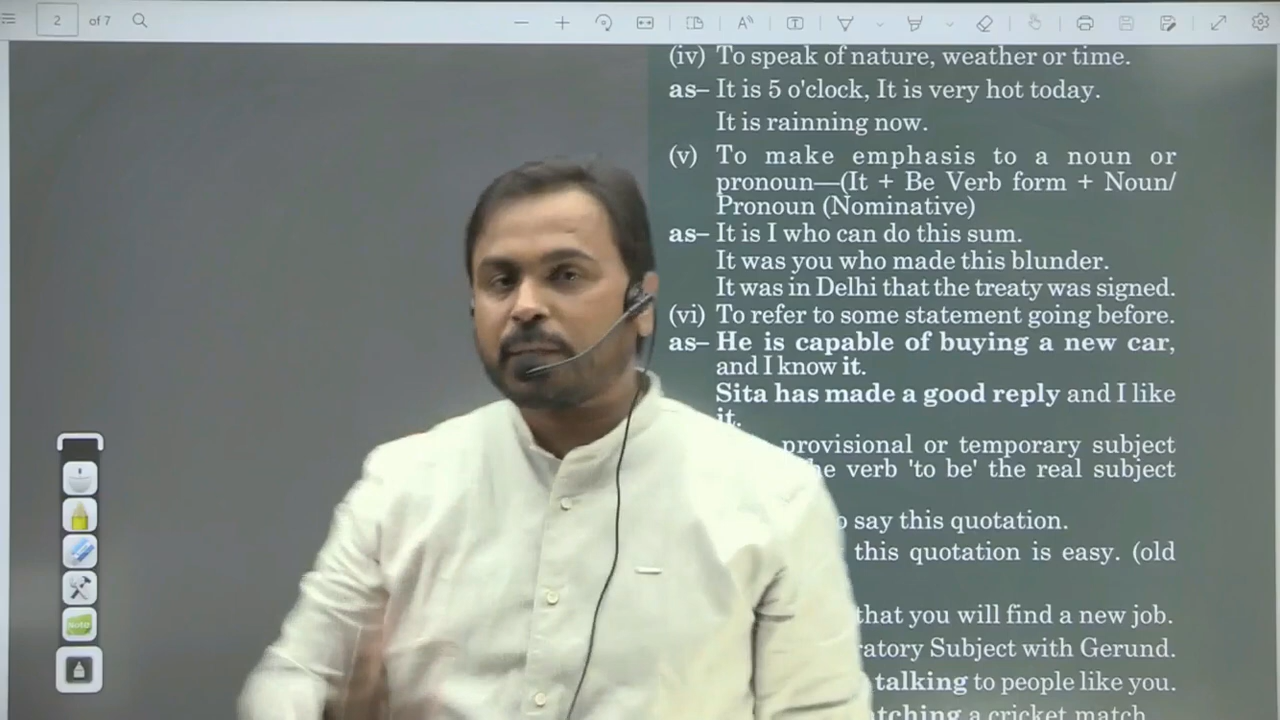 2 of 7
(iv) To speak of nature, weather or time.
as– It is 5 o'clock, It is very hot today.
It is rainning now.
(v) To make emphasis to a noun or
pronoun—(It + Be Verb form + Noun/
Pronoun (Nominative)
as– It is I who can do this sum.
It was you who made this blunder.
It was in Delhi that the treaty was signed.
(vi) To refer to some statement going before.
as– He is capable of buying a new car,
and I know it.
Sita has made a good reply and I like
it.
provisional or temporary subject
verb 'to be' the real subject
say this quotation.
this quotation is easy. (old
that you will find a new job.
Subject with Gerund.
talking to people like you.
a cricket match
Note